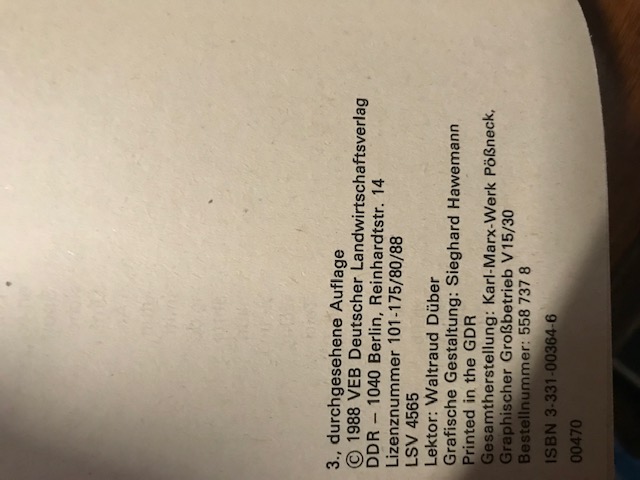 3., durchgesehene Auflage
© 1988 VEB Deutscher Landwirtschaftsverlag
DDR – 1040 Berlin, Reinhardtstr. 14
Lizenznummer 101-175/80/88
LSV 4565
Lektor: Waltraud Düber
Grafische Gestaltung: Sieghard Hawemann
Printed in the GDR
Gesamtherstellung: Karl-Marx-Werk Pößneck,
Graphischer Großbetrieb V15/30
Bestellnummer: 558 737 8
ISBN 3-331-00364-6
00470